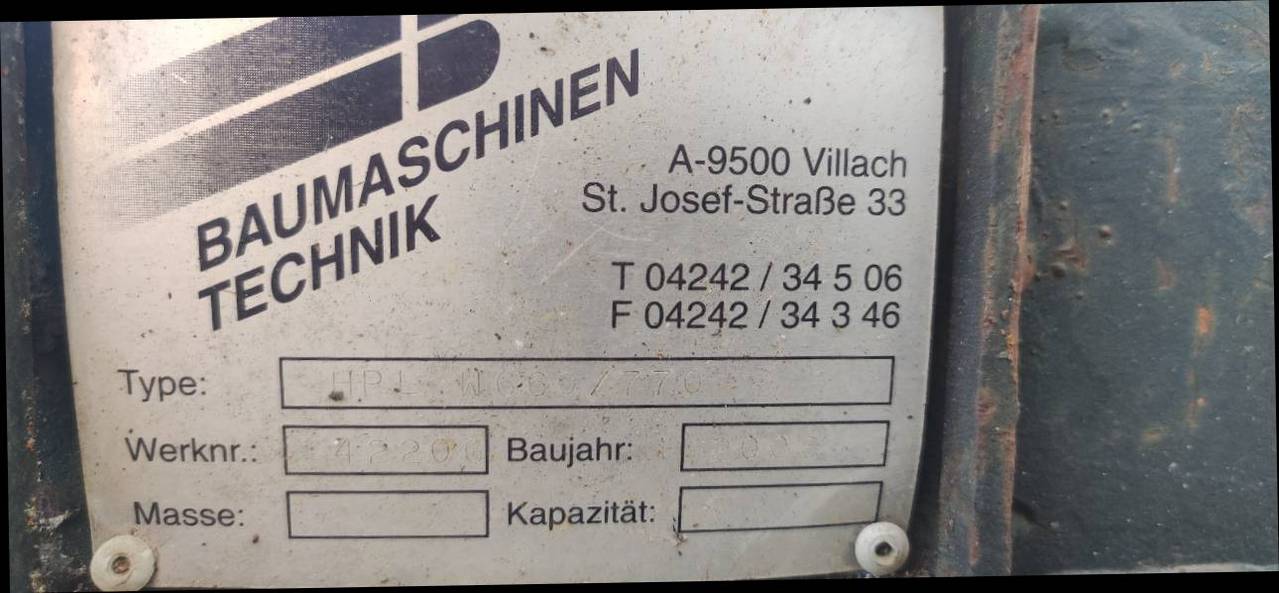 BAUMASCHINEN
TECHNIK
A-9500 Villach
St. Josef-Straße 33
T 04242 / 34 5 06
F 04242 / 34 3 46
Type:
Werknr.:
Baujahr:
Masse:
Kapazität: